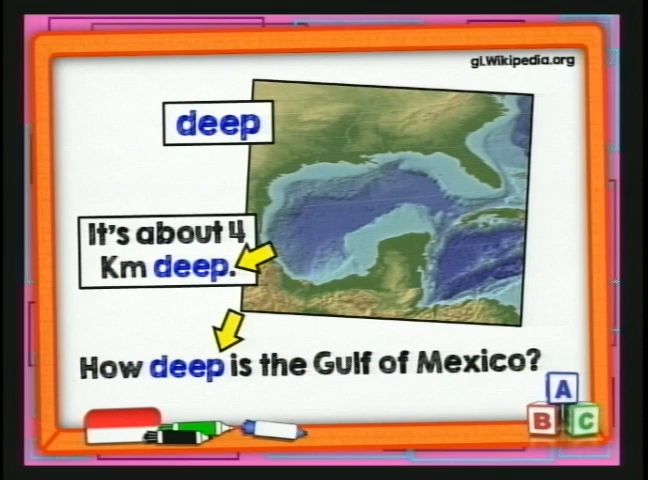 gl.Wikipedia.org
deep
It's about 4
Km deep.
How deep is the Gulf of Mexico?
A
B C